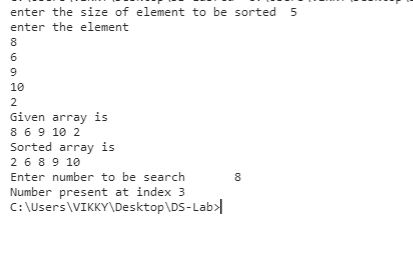 enter the size of element to be sorted  5
enter the element
8
6
9
10
2
Given array is
8 6 9 10 2
Sorted array is
2 6 8 9 10
Enter number to be search       8
Number present at index 3
C:\Users\VIKKY\Desktop\DS-Lab>